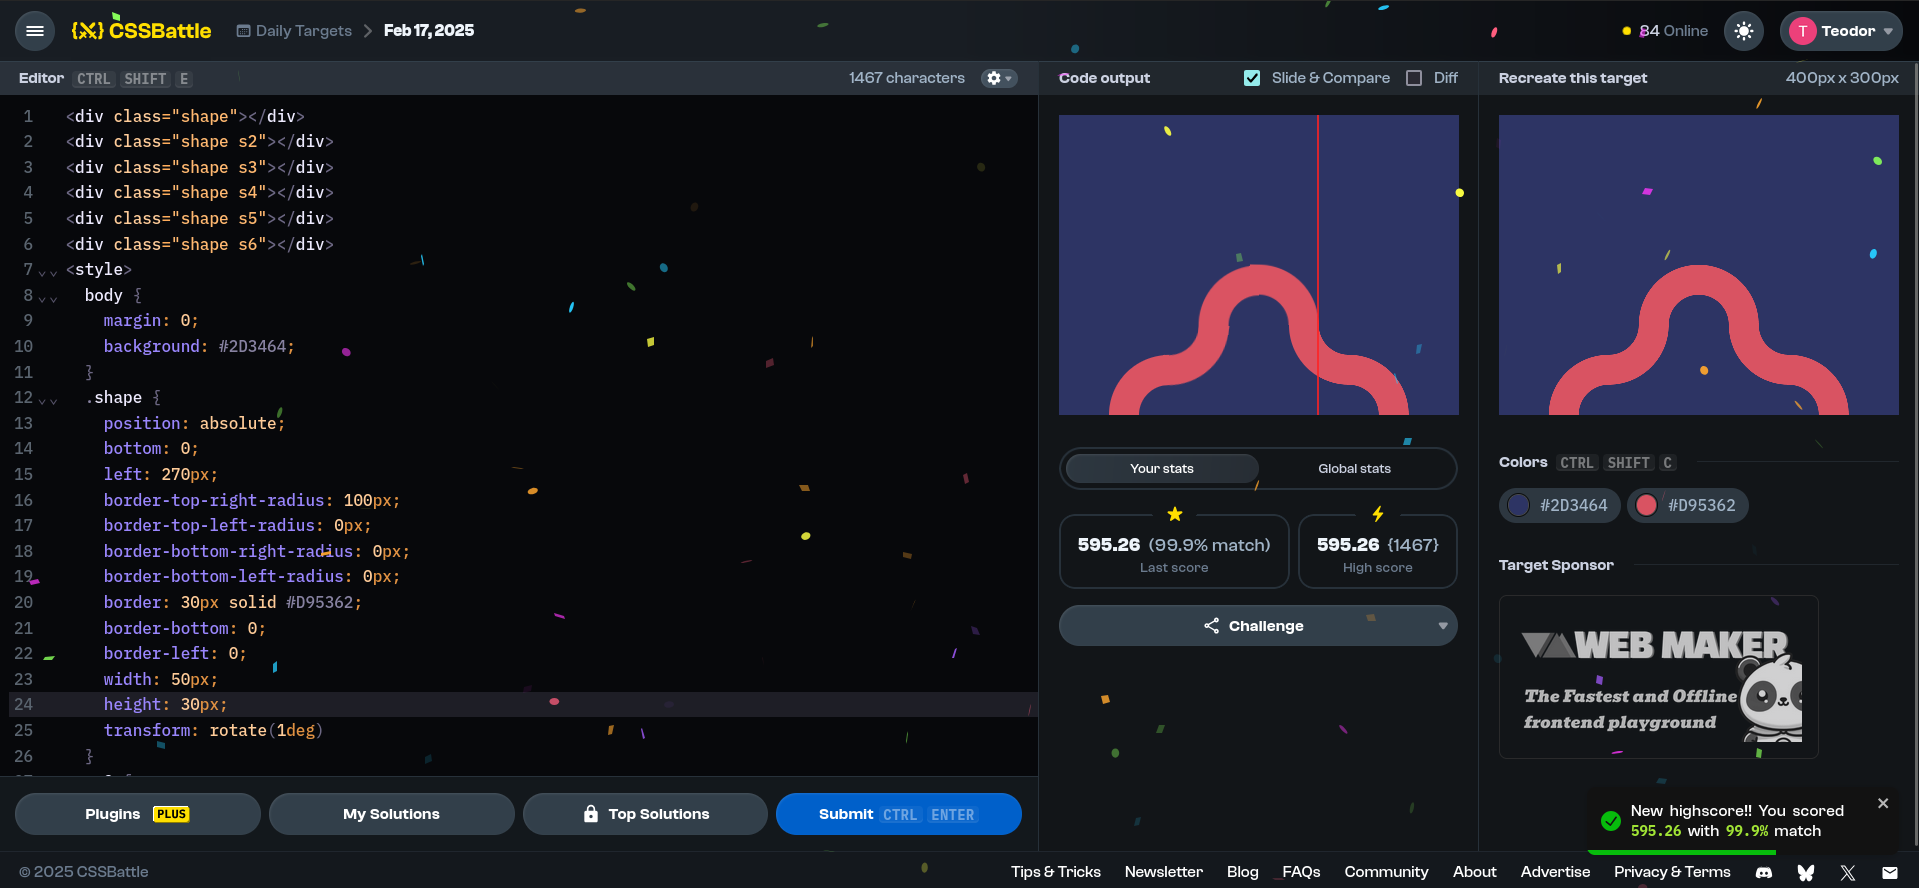 CSSBattle
Daily Targets
Feb 17, 2025
84 Online
T
Teodor
Editor CTRL SHIFT E
1467 characters
1 <div class="shape"></div>
2 <div class="shape s2"></div>
3 <div class="shape s3"></div>
4 <div class="shape s4"></div>
5 <div class="shape s5"></div>
6 <div class="shape s6"></div>
7 <style>
8 body {
9 margin: 0;
10 background: #2D3464;
11 }
12 .shape {
13 position: absolute;
14 bottom: 0;
15 left: 270px;
16 border-top-right-radius: 100px;
17 border-top-left-radius: 0px;
18 border-bottom-right-radius: 0px;
19 border-bottom-left-radius: 0px;
20 border: 30px solid #D95362;
21 border-bottom: 0;
22 border-left: 0;
23 width: 50px;
24 height: 30px;
25 transform: rotate(1deg)
26 }
Plugins PLUS
My Solutions
Top Solutions
Submit CTRL ENTER
Code output
Slide & Compare
Diff
Your stats
Global stats
595.26 (99.9% match)
Last score
595.26 {1467}
High score
Challenge
Recreate this target
400px x 300px
Colors CTRL SHIFT C
#2D3464
#D95362
Target Sponsor
WEB MAKER
The Fastest and Offline
frontend playground
New highscore!! You scored
595.26 with 99.9% match
© 2025 CSSBattle
Tips & Tricks
Newsletter
Blog
FAQs
Community
About
Advertise
Privacy & Terms